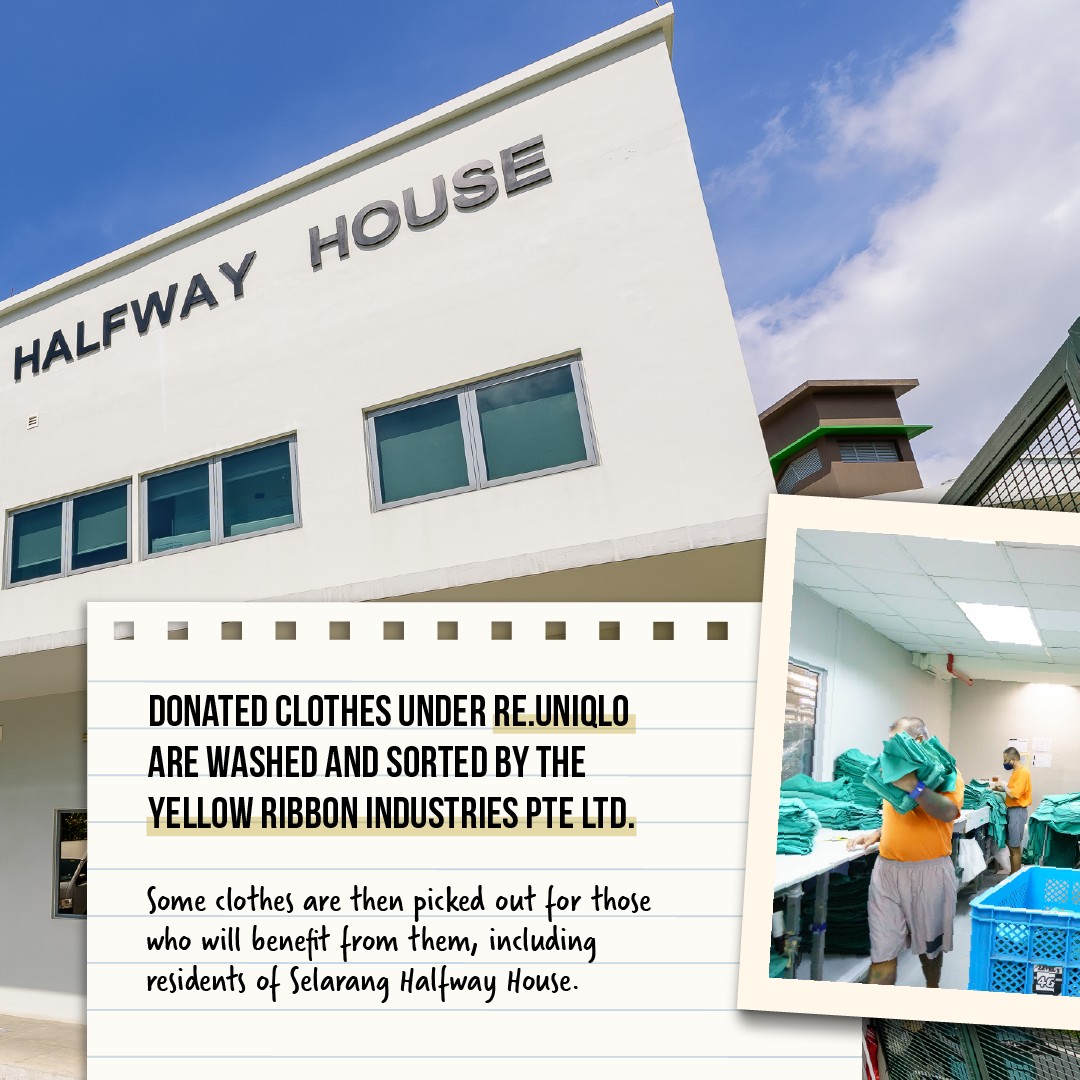 HALFWAY HOUSE
DONATED CLOTHES UNDER RE.UNIQLO
ARE WASHED AND SORTED BY THE
YELLOW RIBBON INDUSTRIES PTE LTD.
Some clothes are then picked out for those
who will benefit from them, including
residents of Selarang Halfway House.
4G